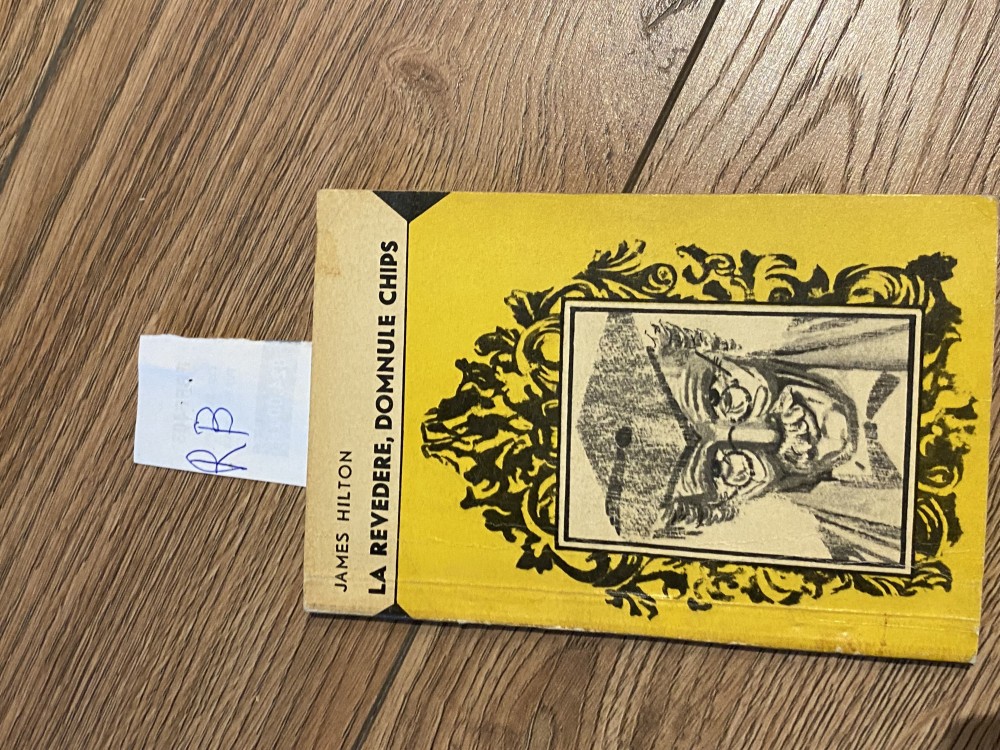 RB
JAMES HILTON
LA REVEDERE, DOMNULE CHIPS